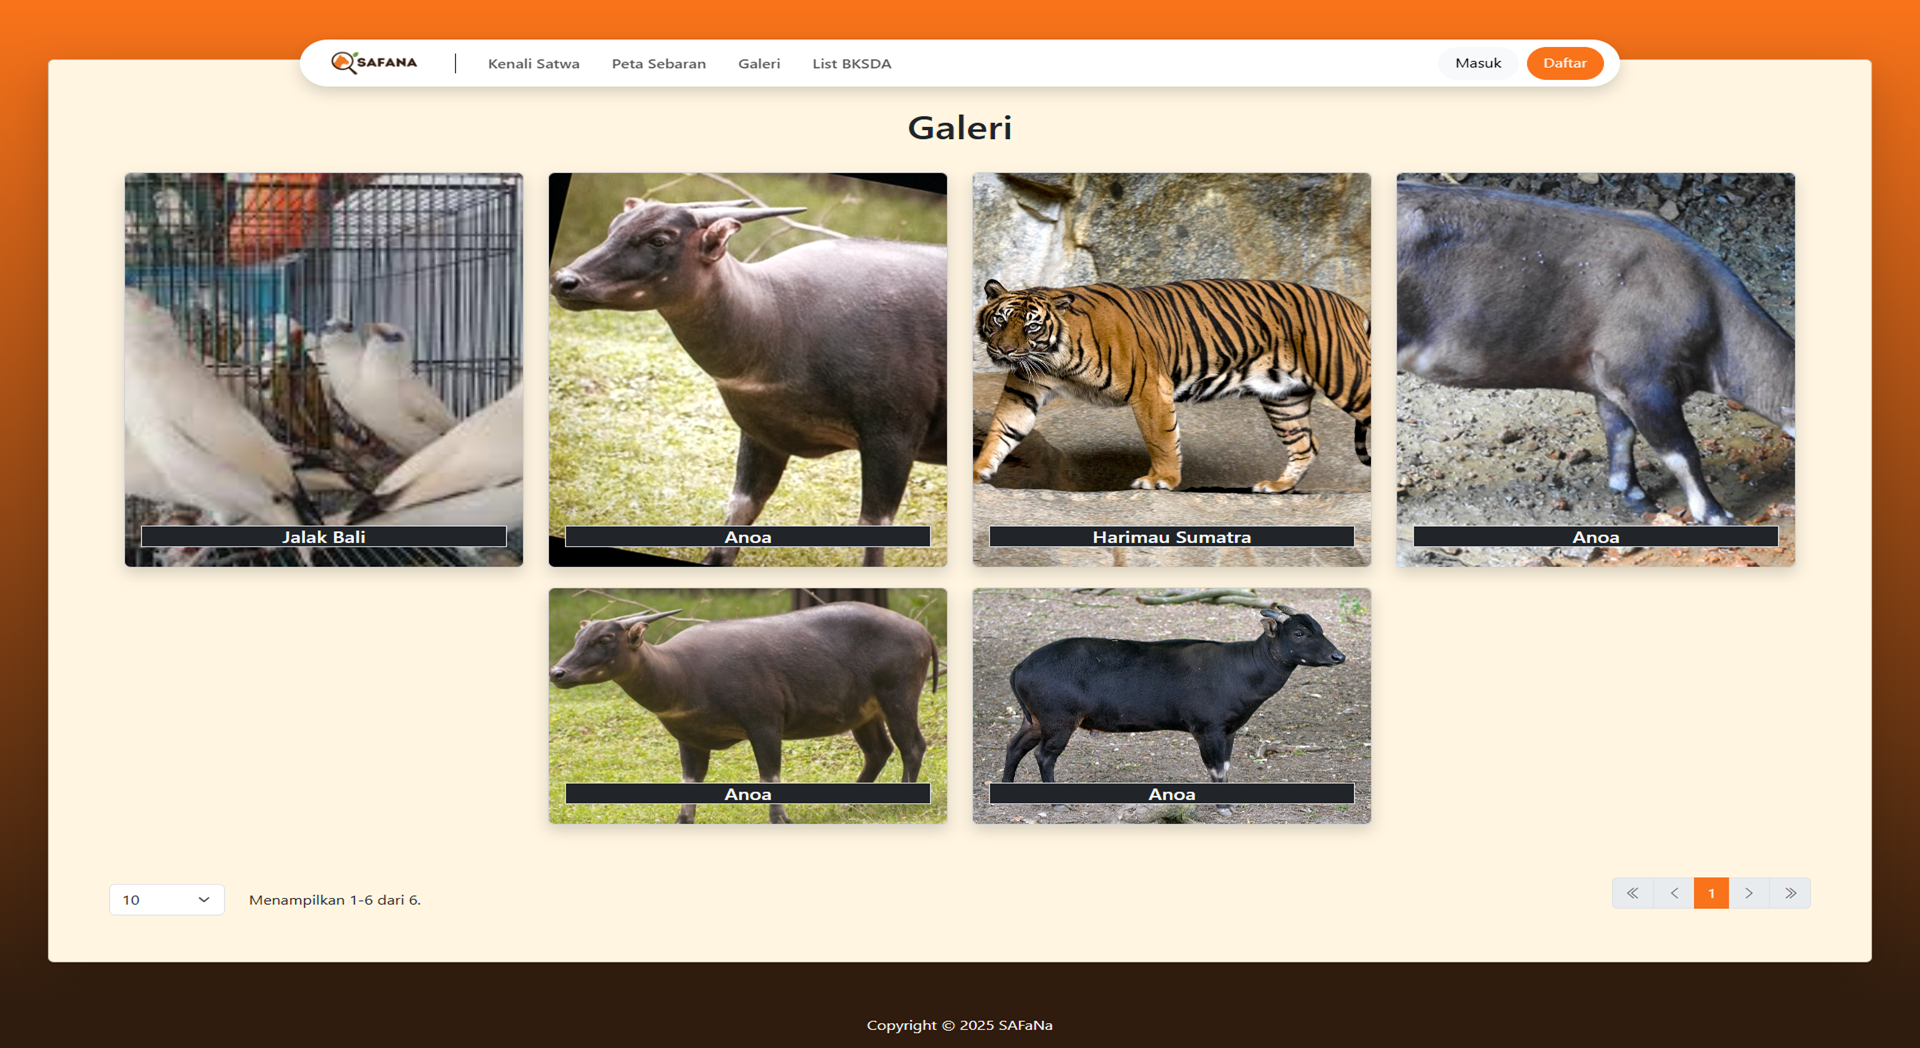 SAFANA
Kenali Satwa
Peta Sebaran
Galeri
List BKSDA
Masuk
Daftar
Galeri
Jalak Bali
Anoa
Harimau Sumatra
Anoa
Anoa
Anoa
10
Menampilkan 1-6 dari 6.
1
Copyright © 2025 SAFaNa